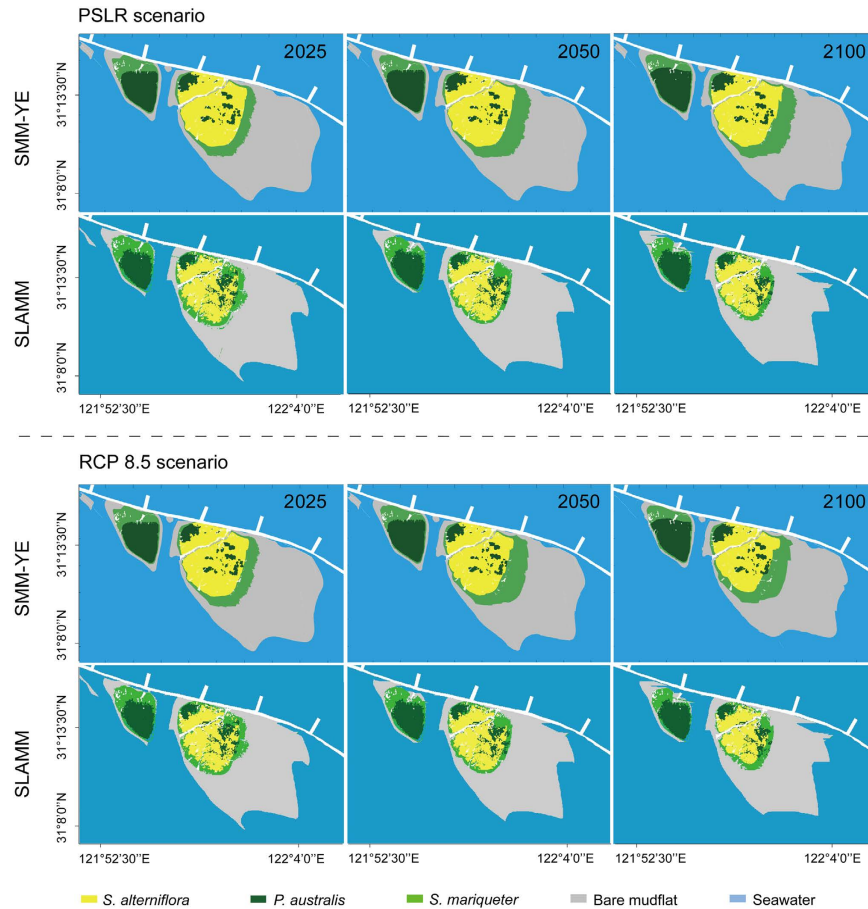 PSLR scenario
2025
2050
2100
SMM-YE
31°13'30''N
31°8'0''N
SLAMM
31°13'30''N
31°8'0''N
121°52'30''E
122°4'0''E
121°52'30''E
122°4'0''E
121°52'30''E
122°4'0''E
RCP 8.5 scenario
2025
2050
2100
SMM-YE
31°13'30''N
31°8'0''N
SLAMM
31°13'30''N
31°8'0''N
121°52'30''E
122°4'0''E
121°52'30''E
122°4'0''E
121°52'30''E
122°4'0''E
S. alterniflora P. australis S. mariqueter Bare mudflat Seawater